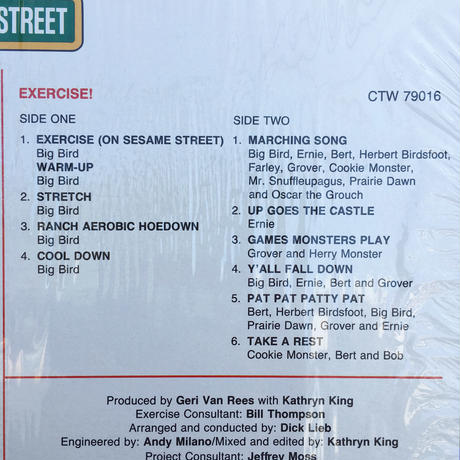 STREET
EXERCISE!
CTW 79016
SIDE ONE
1. EXERCISE (ON SESAME STREET)
Big Bird
WARM-UP
Big Bird
2. STRETCH
Big Bird
3. RANCH AEROBIC HOEDOWN
Big Bird
4. COOL DOWN
Big Bird
SIDE TWO
1. MARCHING SONG
Big Bird, Ernie, Bert, Herbert Birdsfoot,
Farley, Grover, Cookie Monster,
Mr. Snuffleupagus, Prairie Dawn
and Oscar the Grouch
2. UP GOES THE CASTLE
Ernie
3. GAMES MONSTERS PLAY
Grover and Herry Monster
4. Y'ALL FALL DOWN
Big Bird, Ernie, Bert and Grover
5. PAT PAT PATTY PAT
Bert, Herbert Birdsfoot, Big Bird,
Prairie Dawn, Grover and Ernie
6. TAKE A REST
Cookie Monster, Bert and Bob
Produced by Geri Van Rees with Kathryn King
Exercise Consultant: Bill Thompson
Arranged and conducted by: Dick Lieb
Engineered by: Andy Milano/Mixed and edited by: Kathryn King
Project Consultant: Jeffrey Moss